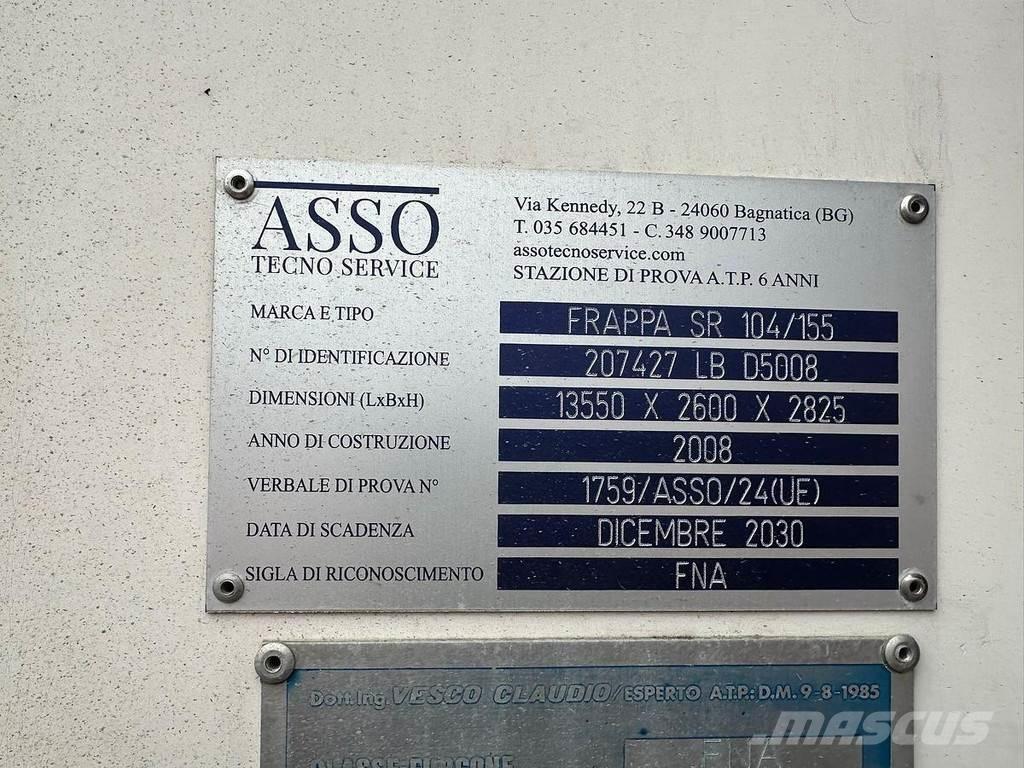 ASSO
TECNO SERVICE
Via Kennedy, 22 B - 24060 Bagnatica (BG)
T. 035 684451 - C. 348 9007713
assotecnoservice.com
STAZIONE DI PROVA A.T.P. 6 ANNI
MARCA E TIPO FRAPPA SR 104/155
N° DI IDENTIFICAZIONE 207427 LB D5008
DIMENSIONI (LxBxH) 13550 X 2600 X 2825
ANNO DI COSTRUZIONE 2008
VERBALE DI PROVA N° 1759/ASSO/24(UE)
DATA DI SCADENZA DICEMBRE 2030
SIGLA DI RICONOSCIMENTO FNA
Dott. Ing. VESCO CLAUDIO/ESPERTO A.T.P.: D.M. 9-8-1985
FNA
MASCUS